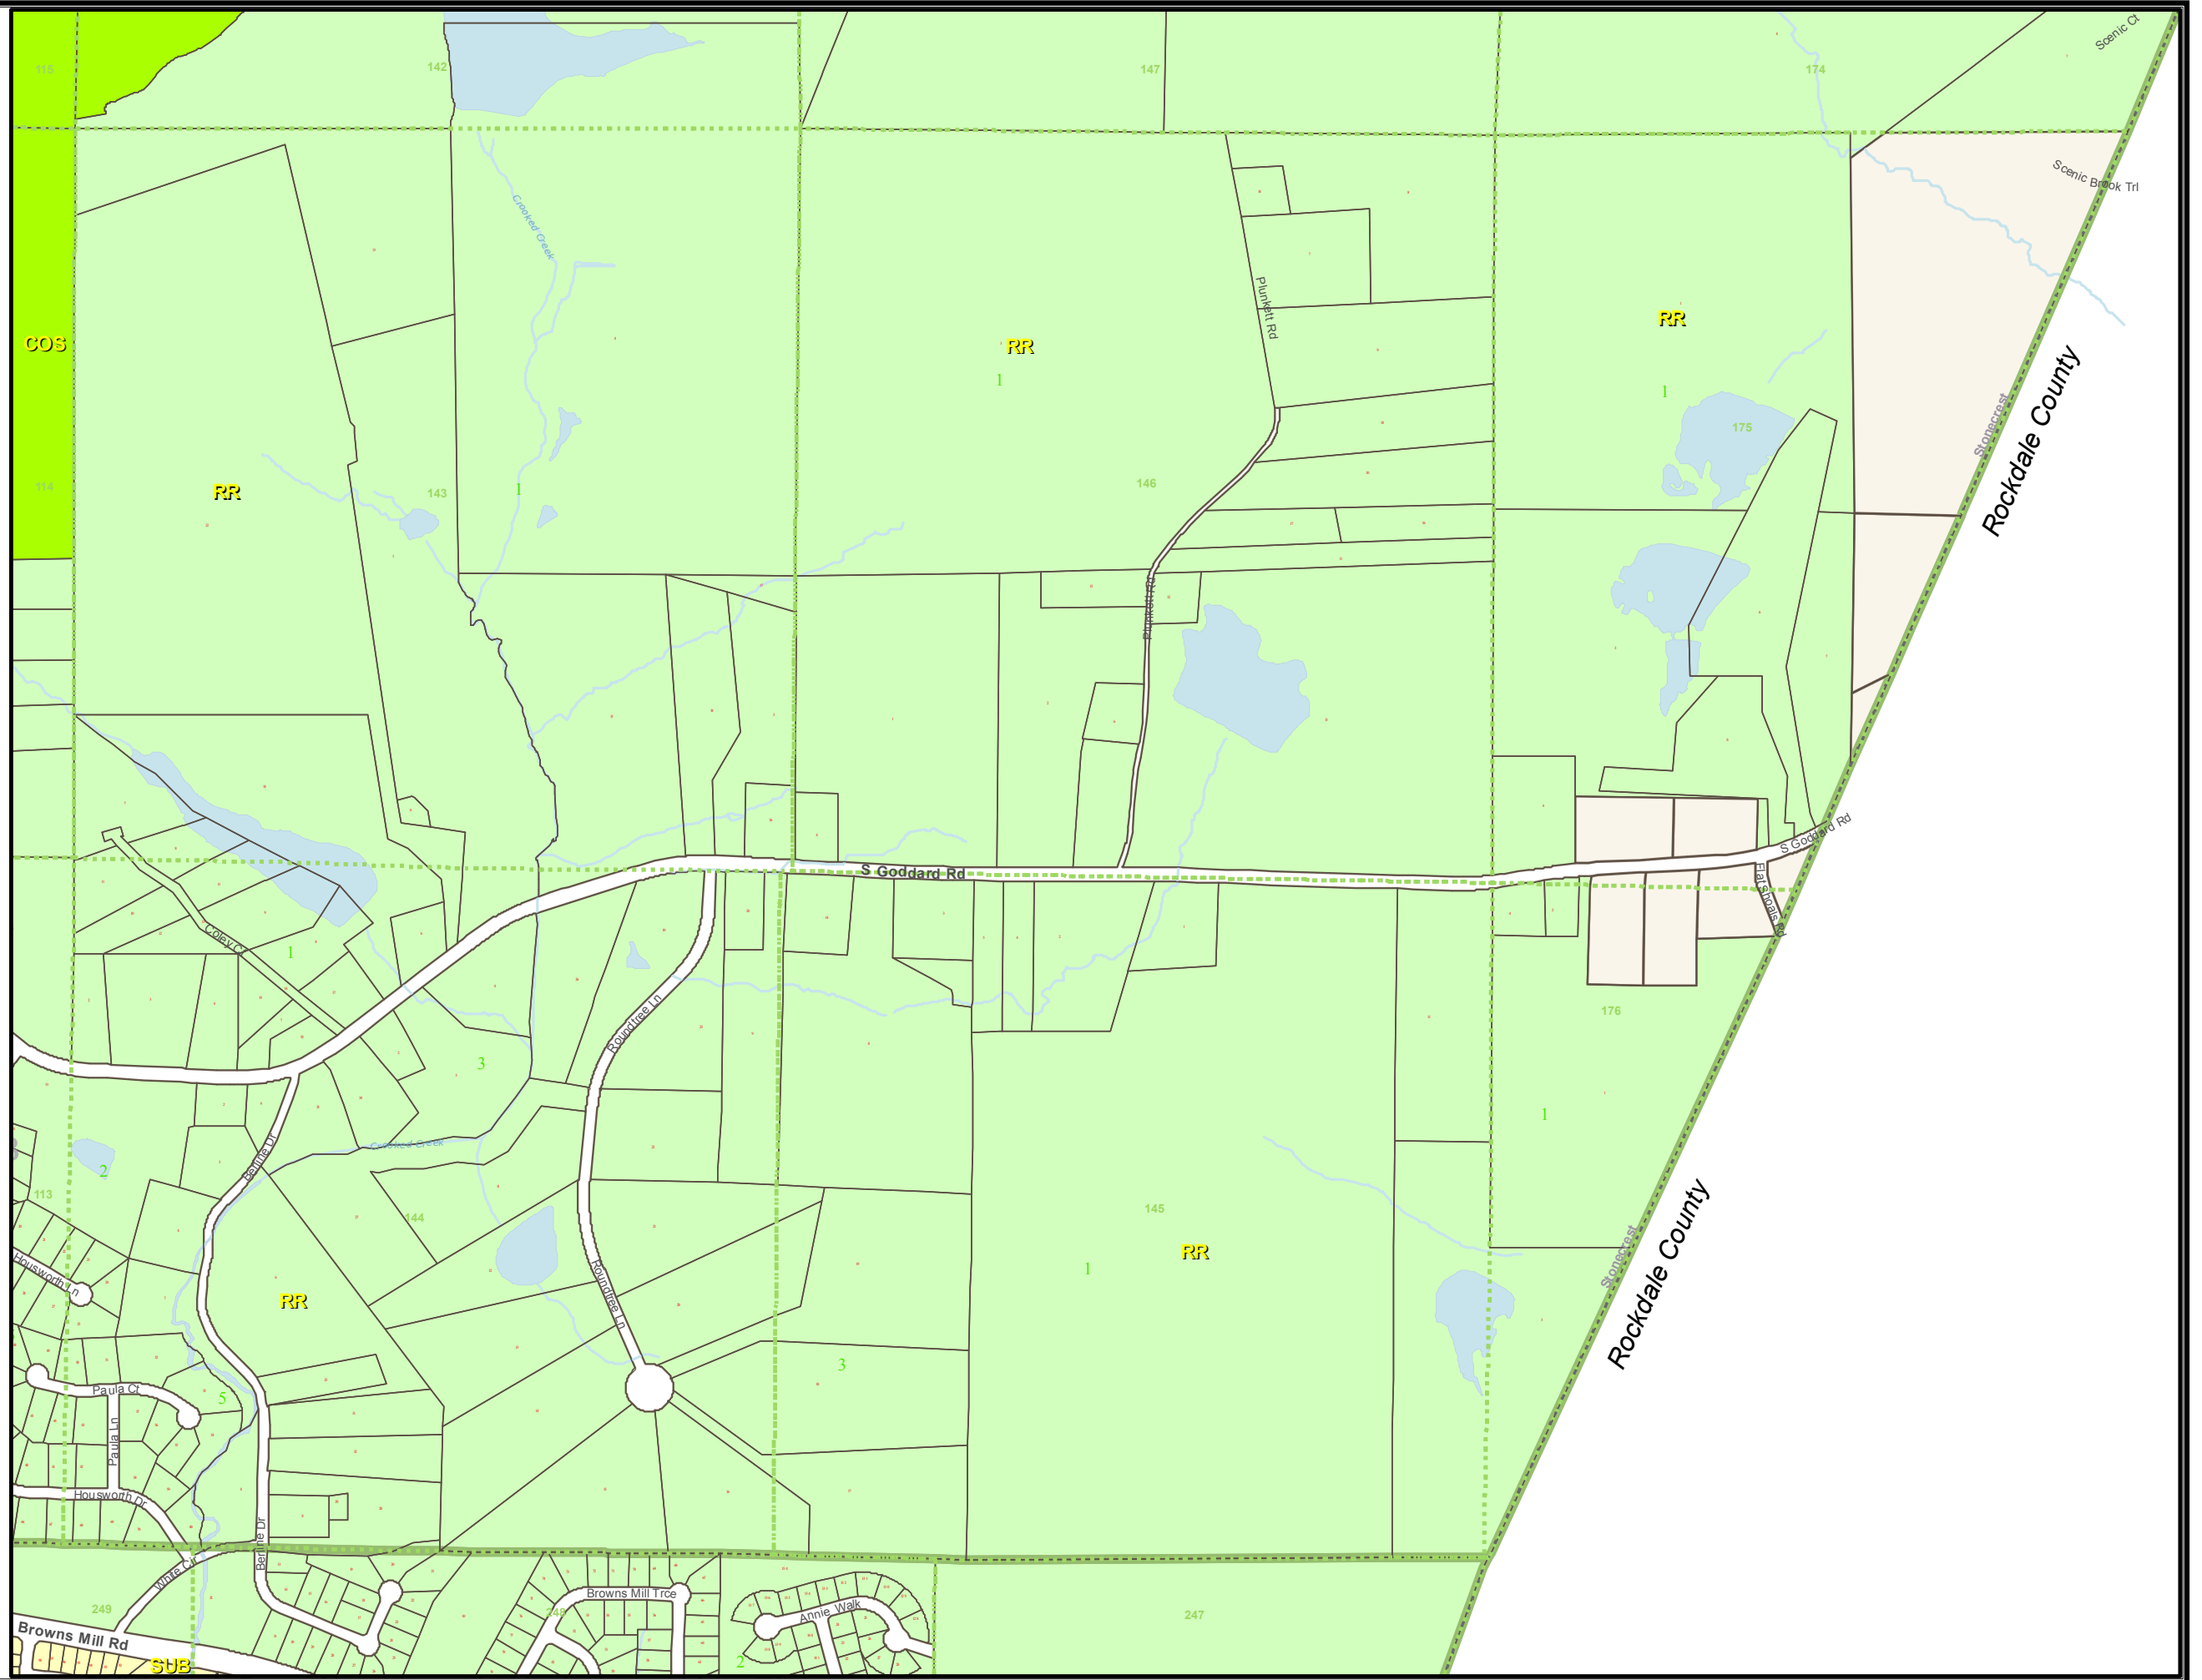 Scenic Ct
115
142
147
174
Scenic Brook Trl
Crooked Creek
Plunkett Rd
RR
COS
RR
1
1
Rockdale County
Stonecrest
175
RR
114
143
1
146
Plunkett Rd
S Goddard Rd
S Goddard Rd
Flat Shoals Rd
Coley C
1
176
Roundtree Ln
3
1
Crooked Creek
Berline Dr
2
113
144
145
Rockdale County
Stonecrest
RR
1
Housworth Ln
Roundtree Ln
RR
3
Paula Ct
5
Paula Ln
Housworth Dr
Berline Dr
White Cir
Browns Mill Trce
Annie Walk
249
248
247
Browns Mill Rd
SUB
2